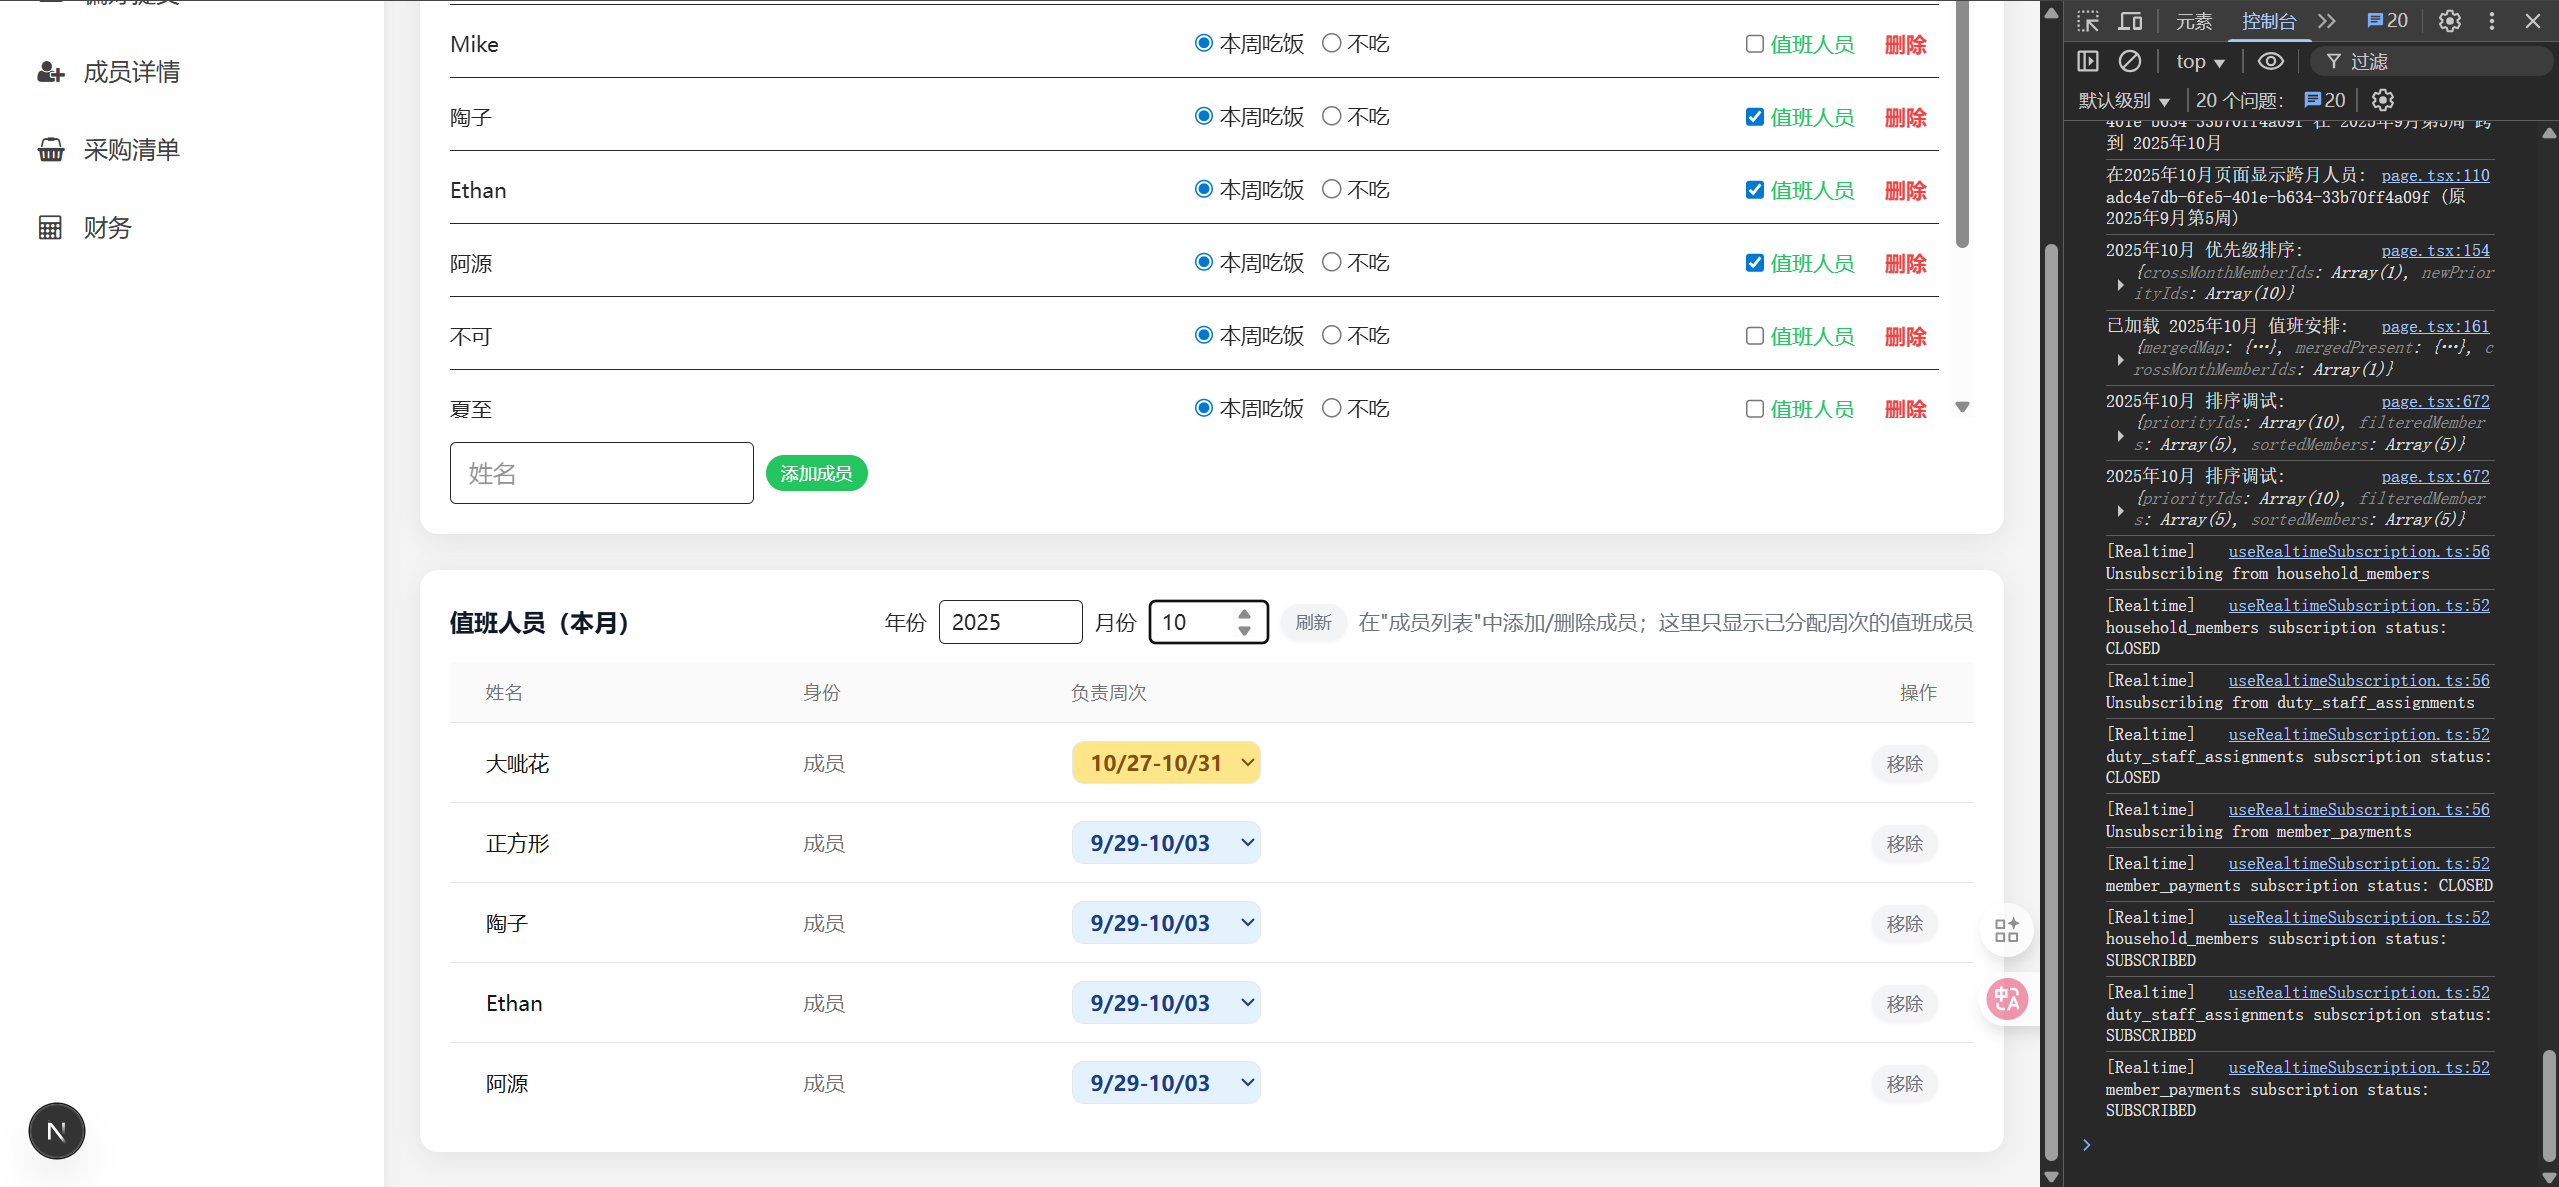 成员详情
采购清单
财务
Mike 本周吃饭 不吃 值班人员 删除
陶子 本周吃饭 不吃 值班人员 删除
Ethan 本周吃饭 不吃 值班人员 删除
阿源 本周吃饭 不吃 值班人员 删除
不可 本周吃饭 不吃 值班人员 删除
夏至 本周吃饭 不吃 值班人员 删除
姓名 添加成员
值班人员（本月） 年份 2025 月份 10 刷新 在"成员列表"中添加/删除成员；这里只显示已分配周次的值班成员
姓名 身份 负责周次 操作
大呲花 成员 10/27-10/31 移除
正方形 成员 9/29-10/03 移除
陶子 成员 9/29-10/03 移除
Ethan 成员 9/29-10/03 移除
阿源 成员 9/29-10/03 移除
N
中A
元素 控制台 20
top 过滤
默认级别 20 个问题： 20
401e-b634-33b70ff4a09f 在 2025年9月第5周 跨
到 2025年10月
在2025年10月页面显示跨月人员: page.tsx:110
adc4e7db-6fe5-401e-b634-33b70ff4a09f (原
2025年9月第5周)
2025年10月 优先级排序: page.tsx:154
{crossMonthMemberIds: Array(1), newPrior
ityIds: Array(10)}
已加载 2025年10月 值班安排: page.tsx:161
{mergedMap: {…}, mergedPresent: {…}, c
rossMonthMemberIds: Array(1)}
2025年10月 排序调试: page.tsx:672
{priorityIds: Array(10), filteredMember
s: Array(5), sortedMembers: Array(5)}
2025年10月 排序调试: page.tsx:672
{priorityIds: Array(10), filteredMember
s: Array(5), sortedMembers: Array(5)}
[Realtime] useRealtimeSubscription.ts:56
Unsubscribing from household_members
[Realtime] useRealtimeSubscription.ts:52
household_members subscription status:
CLOSED
[Realtime] useRealtimeSubscription.ts:56
Unsubscribing from duty_staff_assignments
[Realtime] useRealtimeSubscription.ts:52
duty_staff_assignments subscription status:
CLOSED
[Realtime] useRealtimeSubscription.ts:56
Unsubscribing from member_payments
[Realtime] useRealtimeSubscription.ts:52
member_payments subscription status: CLOSED
[Realtime] useRealtimeSubscription.ts:52
household_members subscription status:
SUBSCRIBED
[Realtime] useRealtimeSubscription.ts:52
duty_staff_assignments subscription status:
SUBSCRIBED
[Realtime] useRealtimeSubscription.ts:52
member_payments subscription status:
SUBSCRIBED